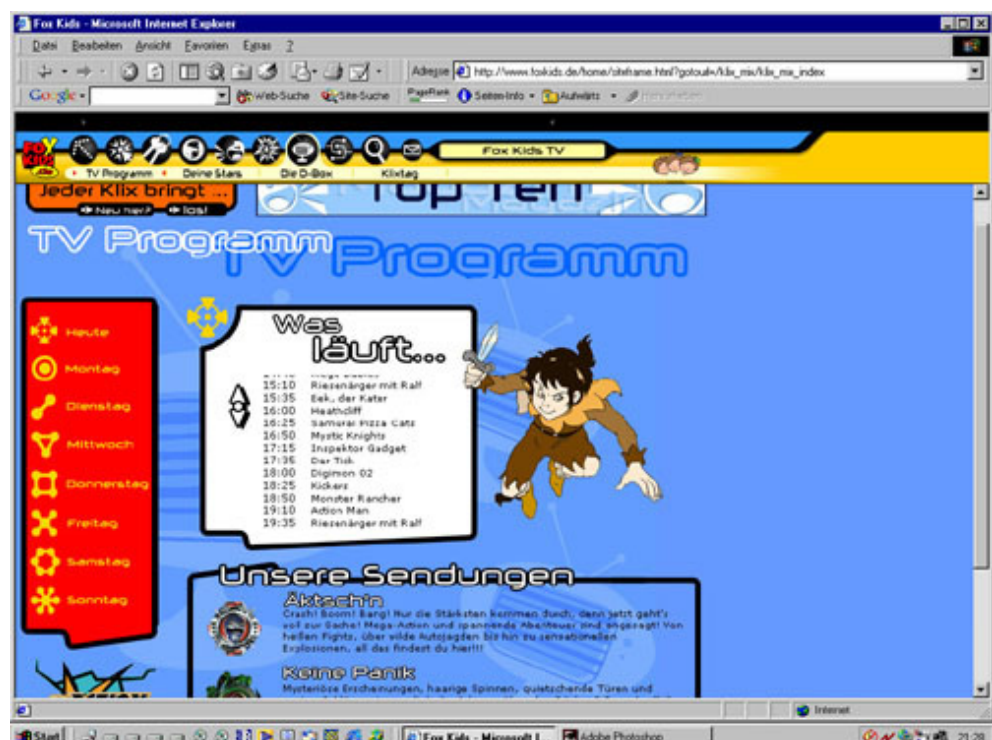 Fox Kids - Microsoft Internet Explorer
Datei Bearbeiten Ansicht Favoriten Extras ?
Adresse http://www.foxkids.de/home/siteframe.html?gotourl=/klix_mix/klix_mix_index
Google Web-Suche Site-Suche PageRank Seiten-Info Aufwärts
FOX KIDS .de
Fox Kids TV
TV Programm Deine Stars Die D-Box Klixtag
Jeder Klix bringt ...
Neu hier? los!
Top Ten
TV Programm
TV Programm
Heute
Montag
Dienstag
Mittwoch
Donnerstag
Freitag
Samstag
Sonntag
Was
läuft...
15:10 Riesenärger mit Ralf
15:35 Eek, der Kater
16:00 Heathcliff
16:25 Samurai Pizza Cats
16:50 Mystic Knights
17:15 Inspektor Gadget
17:35 Der Tick
18:00 Digimon 02
18:25 Kickers
18:50 Monster Rancher
19:10 Action Man
19:35 Riesenärger mit Ralf
Unsere Sendungen
Äktsch'n
Crash! Boom! Bang! Nur die Stärksten kommen durch, denn jetzt geht's
voll zur Sache! Mega-Action und spannende Abenteuer sind angesagt! Von
heißen Fights, über wilde Autojagden bis hin zu sensationellen
Explosionen, all das findest du hier!!!
Keine Panik
Mysteriöse Erscheinungen, haarige Spinnen, quietschende Türen und
Internet
Start Fox Kids - Microsoft I... Adobe Photoshop 21:28